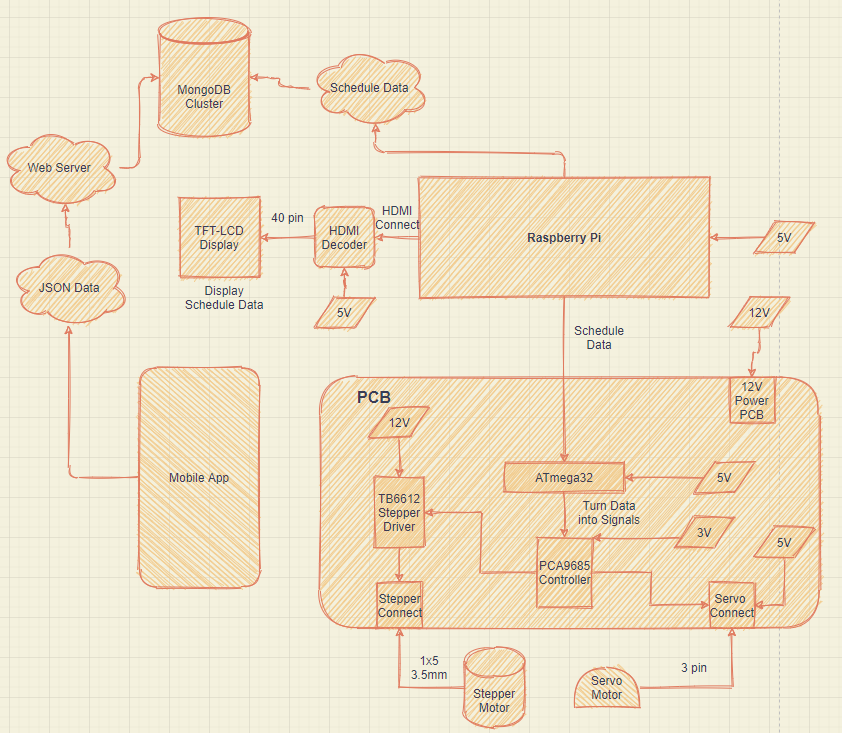 MongoDB
Cluster
Schedule Data
Web Server
40 pin
HDMI
Connect
TFT-LCD
Display
HDMI
Decoder
Raspberry Pi
5V
JSON Data
Display
Schedule Data
5V
12V
Schedule
Data
PCB
12V
Power
PCB
12V
Mobile App
ATmega32
5V
TB6612
Stepper
Driver
Turn Data
into Signals
3V
5V
PCA9685
Controller
Stepper
Connect
Servo
Connect
1x5
3.5mm
Stepper
Motor
Servo
Motor
3 pin